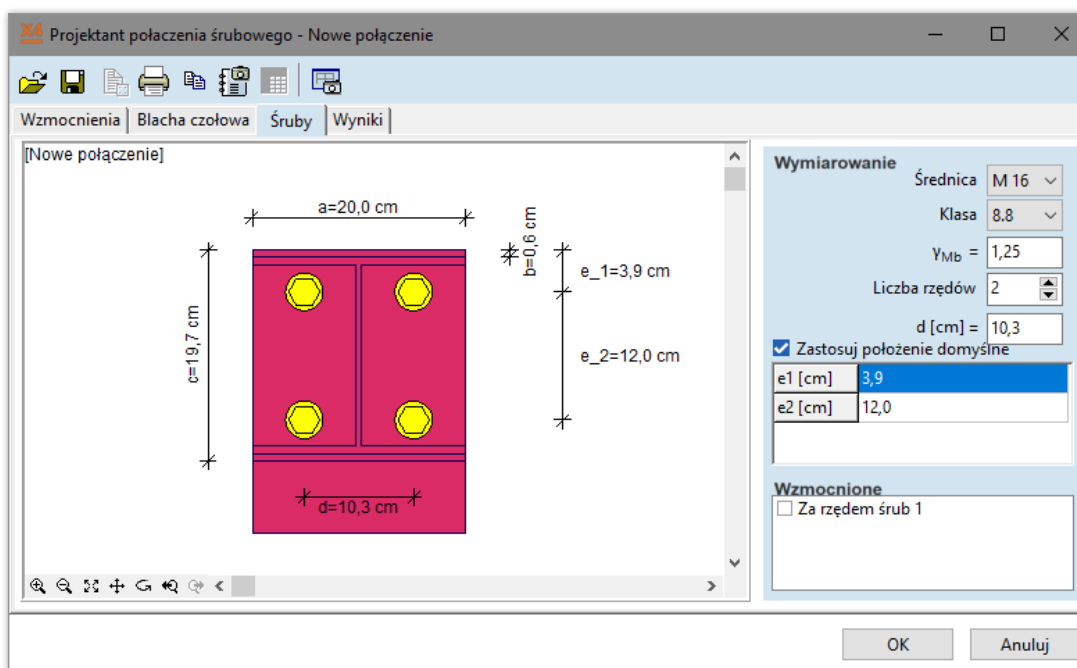 Projektant połaczenia śrubowego - Nowe połączenie
Wzmocnienia Blacha czołowa Śruby Wyniki
[Nowe połączenie]
a=20,0 cm
b=0,6 cm
e_1=3,9 cm
c=19,7 cm
e_2=12,0 cm
d=10,3 cm
Wymiarowanie
Średnica M 16
Klasa 8.8
γMb = 1,25
Liczba rzędów 2
d [cm] = 10,3
Zastosuj położenie domyślne
e1 [cm] 3,9
e2 [cm] 12,0
Wzmocnione
Za rzędem śrub 1
OK Anuluj